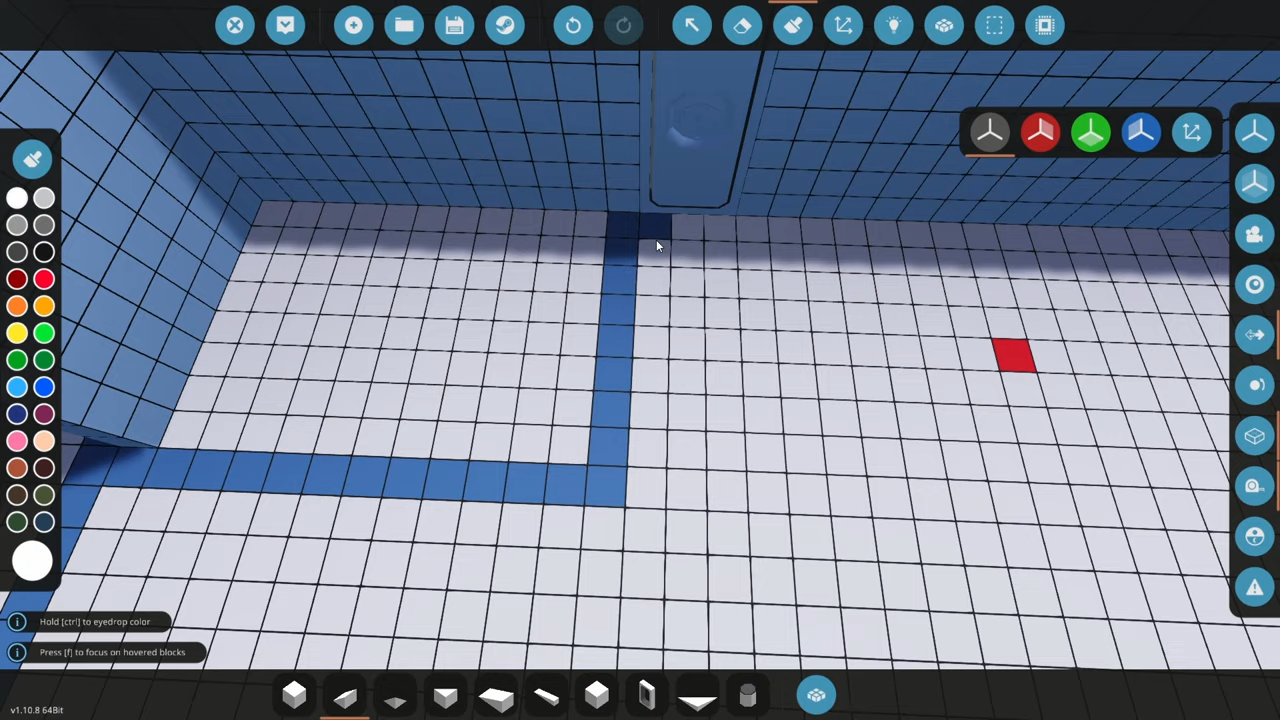 Hold [ctrl] to eyedrop color
Press [f] to focus on hovered blocks
v1.10.8 64Bit